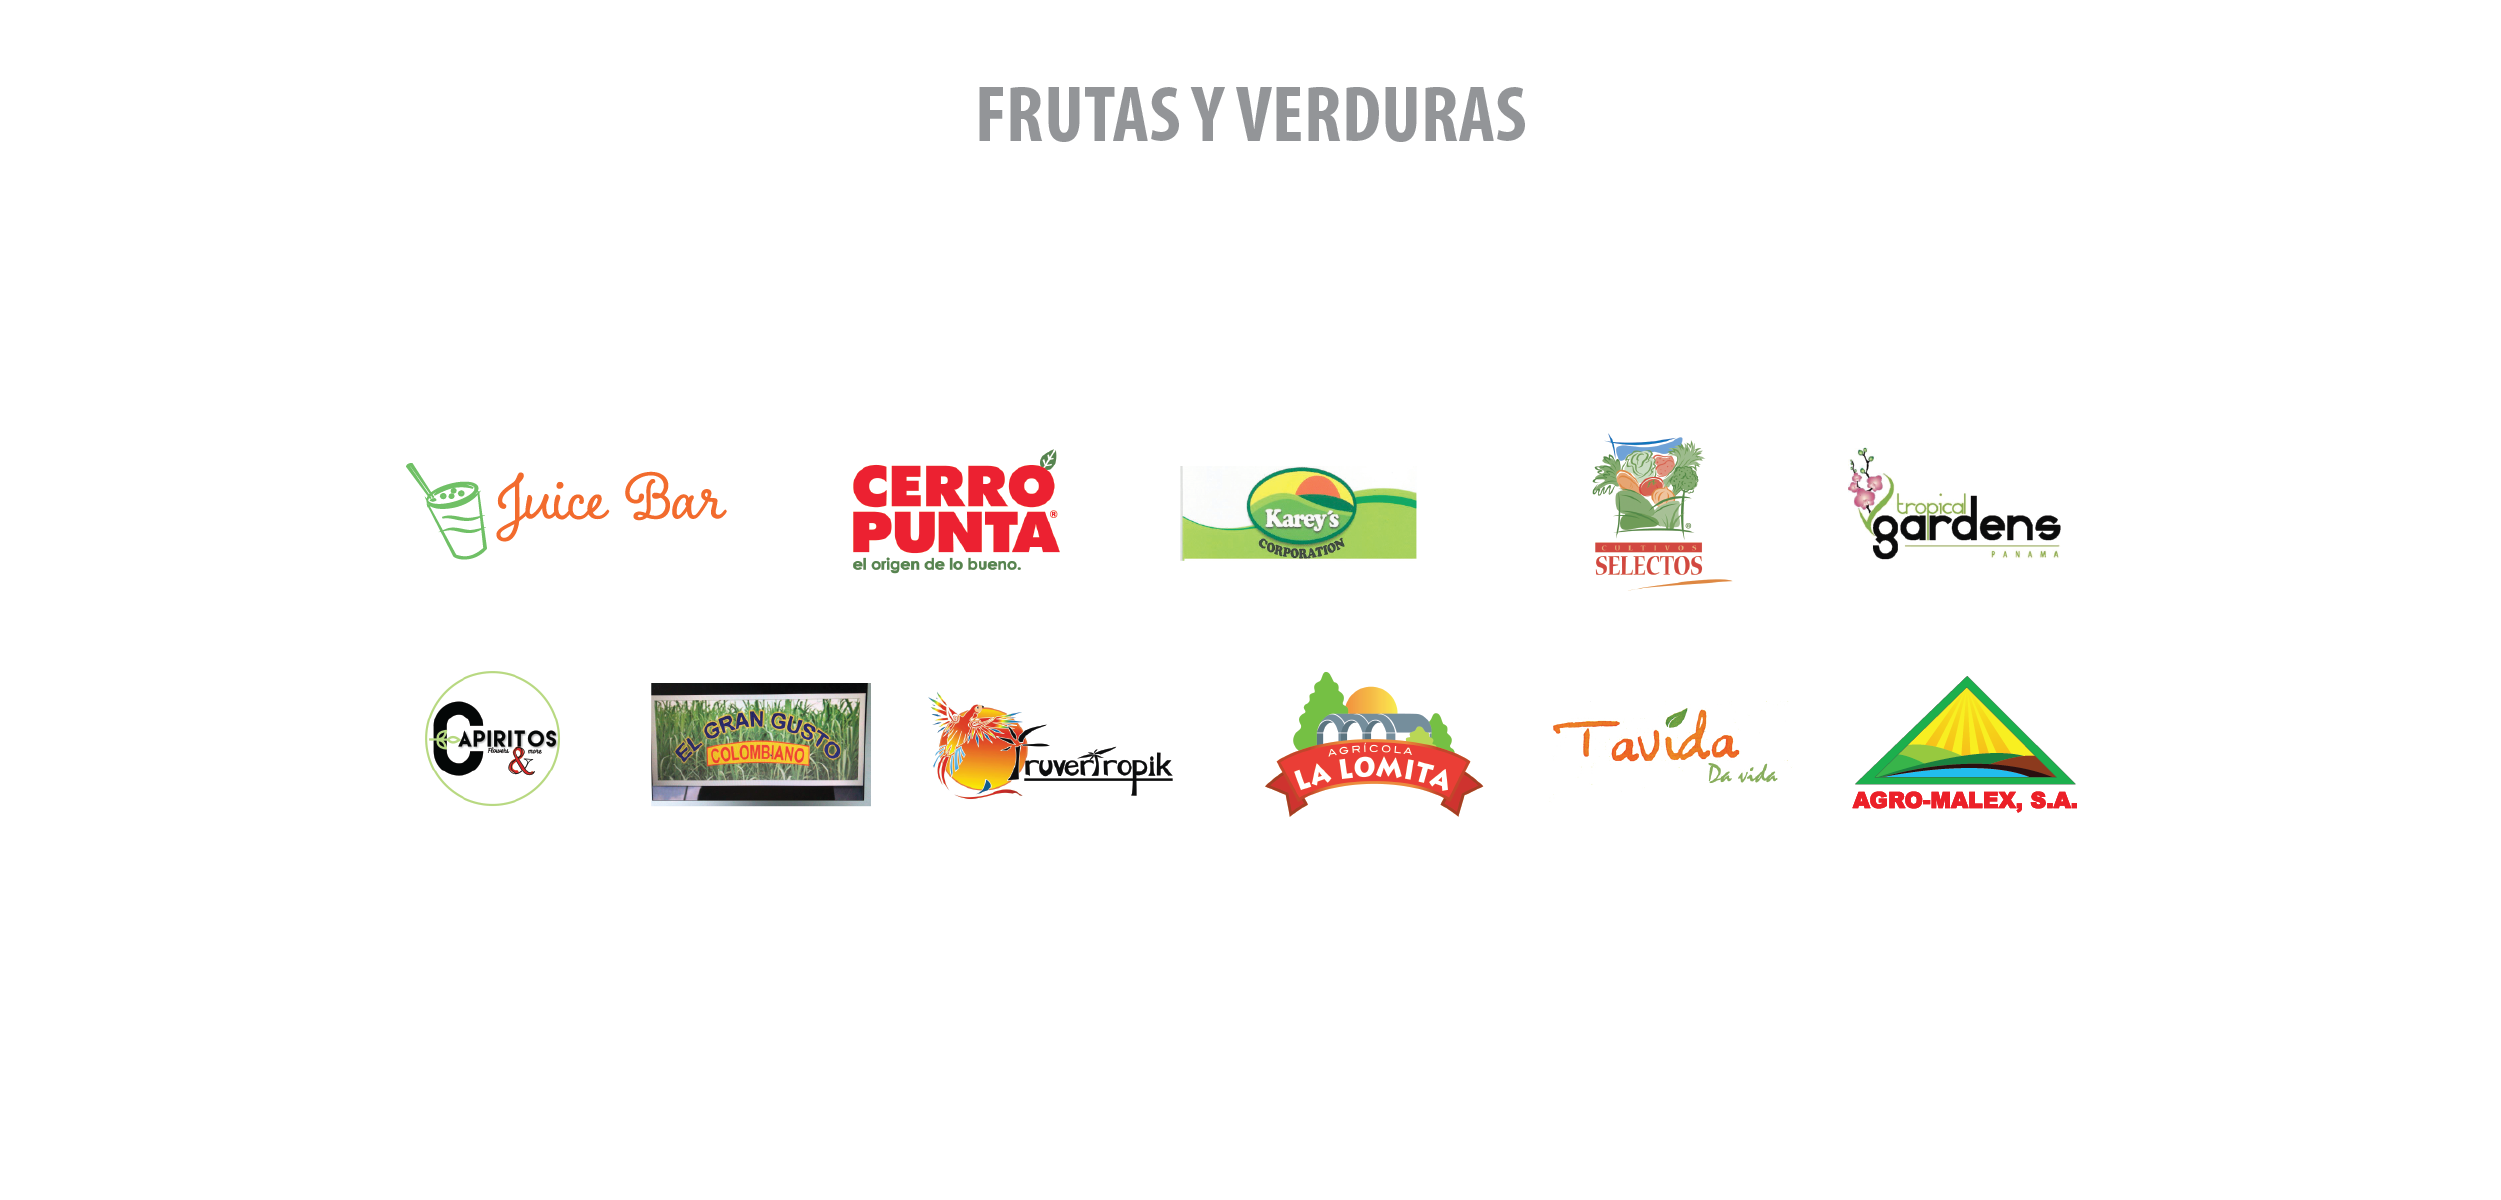 FRUTAS Y VERDURAS
Juice Bar
CERRO
PUNTA®
el origen de lo bueno.
Karey's
CORPORATION
®
CULTIVOS
SELECTOS
tropical
gardens
PANAMA
CAPIRITOS
Flowers & more
EL GRAN GUSTO
COLOMBIANO
fruverTropik
AGRÍCOLA
LA LOMITA
Tavida
Da vida
AGRO-MALEX, S.A.